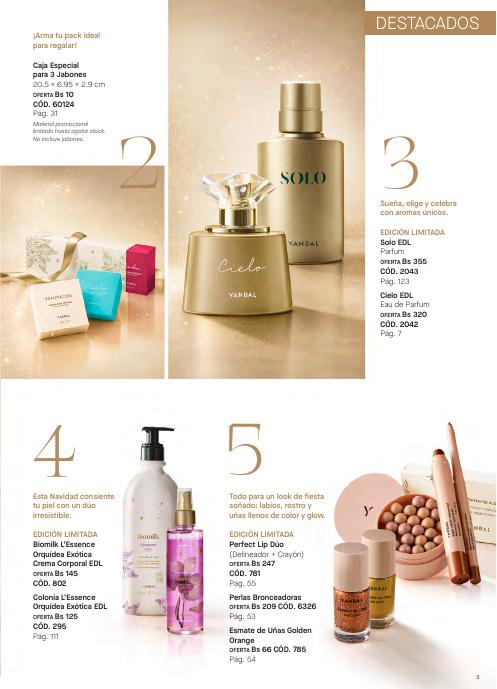 DESTACADOS
¡Arma tu pack ideal
para regalar!
Caja Especial
para 3 Jabones
20.5 x 6.95 x 2.9 cm
OFERTA Bs 10
CÓD. 60124
Pág. 31
Material promocional
limitado hasta agotar stock.
No incluye jabones.
2
TEMPTATION
SOLO
YANBAL
Cielo
YANBAL
3
Sueña, elige y celebra
con aromas únicos.
EDICIÓN LIMITADA
Solo EDL
Parfum
OFERTA Bs 355
CÓD. 2043
Pág. 123
Cielo EDL
Eau de Parfum
OFERTA Bs 320
CÓD. 2042
Pág. 7
4
Esta Navidad consiente
tu piel con un dúo
irresistible.
EDICIÓN LIMITADA
Biomilk L'Essence
Orquídea Exótica
Crema Corporal EDL
OFERTA Bs 145
CÓD. 802
Colonia L'Essence
Orquídea Exótica EDL
OFERTA Bs 125
CÓD. 295
Pág. 111
biomilk
YANBAL
5
Todo para un look de fiesta
soñado: labios, rostro y
uñas llenos de color y glow.
EDICIÓN LIMITADA
Perfect Lip Dúo
(Delineador + Crayón)
OFERTA Bs 247
CÓD. 781
Pág. 55
Perlas Bronceadoras
OFERTA Bs 209 CÓD. 6326
Pág. 53
Esmate de Uñas Golden
Orange
OFERTA Bs 66 CÓD. 785
Pág. 54
YANBAL
YANBAL
3